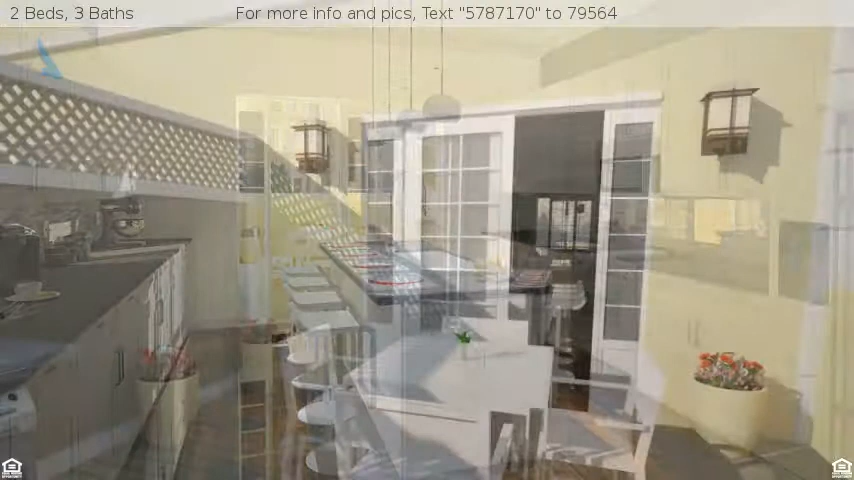 2 Beds, 3 Baths
For more info and pics, Text "5787170" to 79564